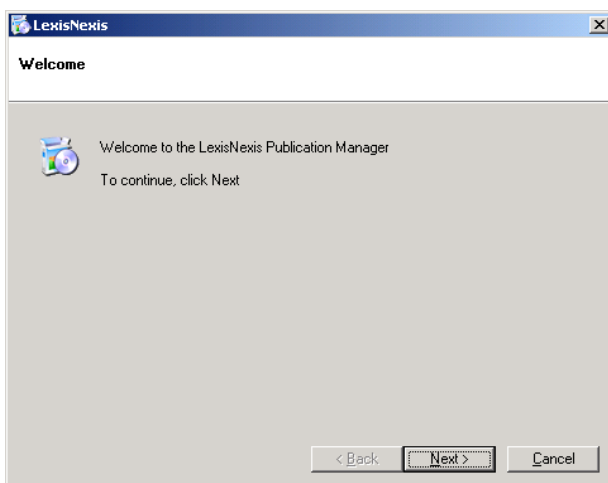 LexisNexis
Welcome
Welcome to the LexisNexis Publication Manager
To continue, click Next
< Back Next > Cancel